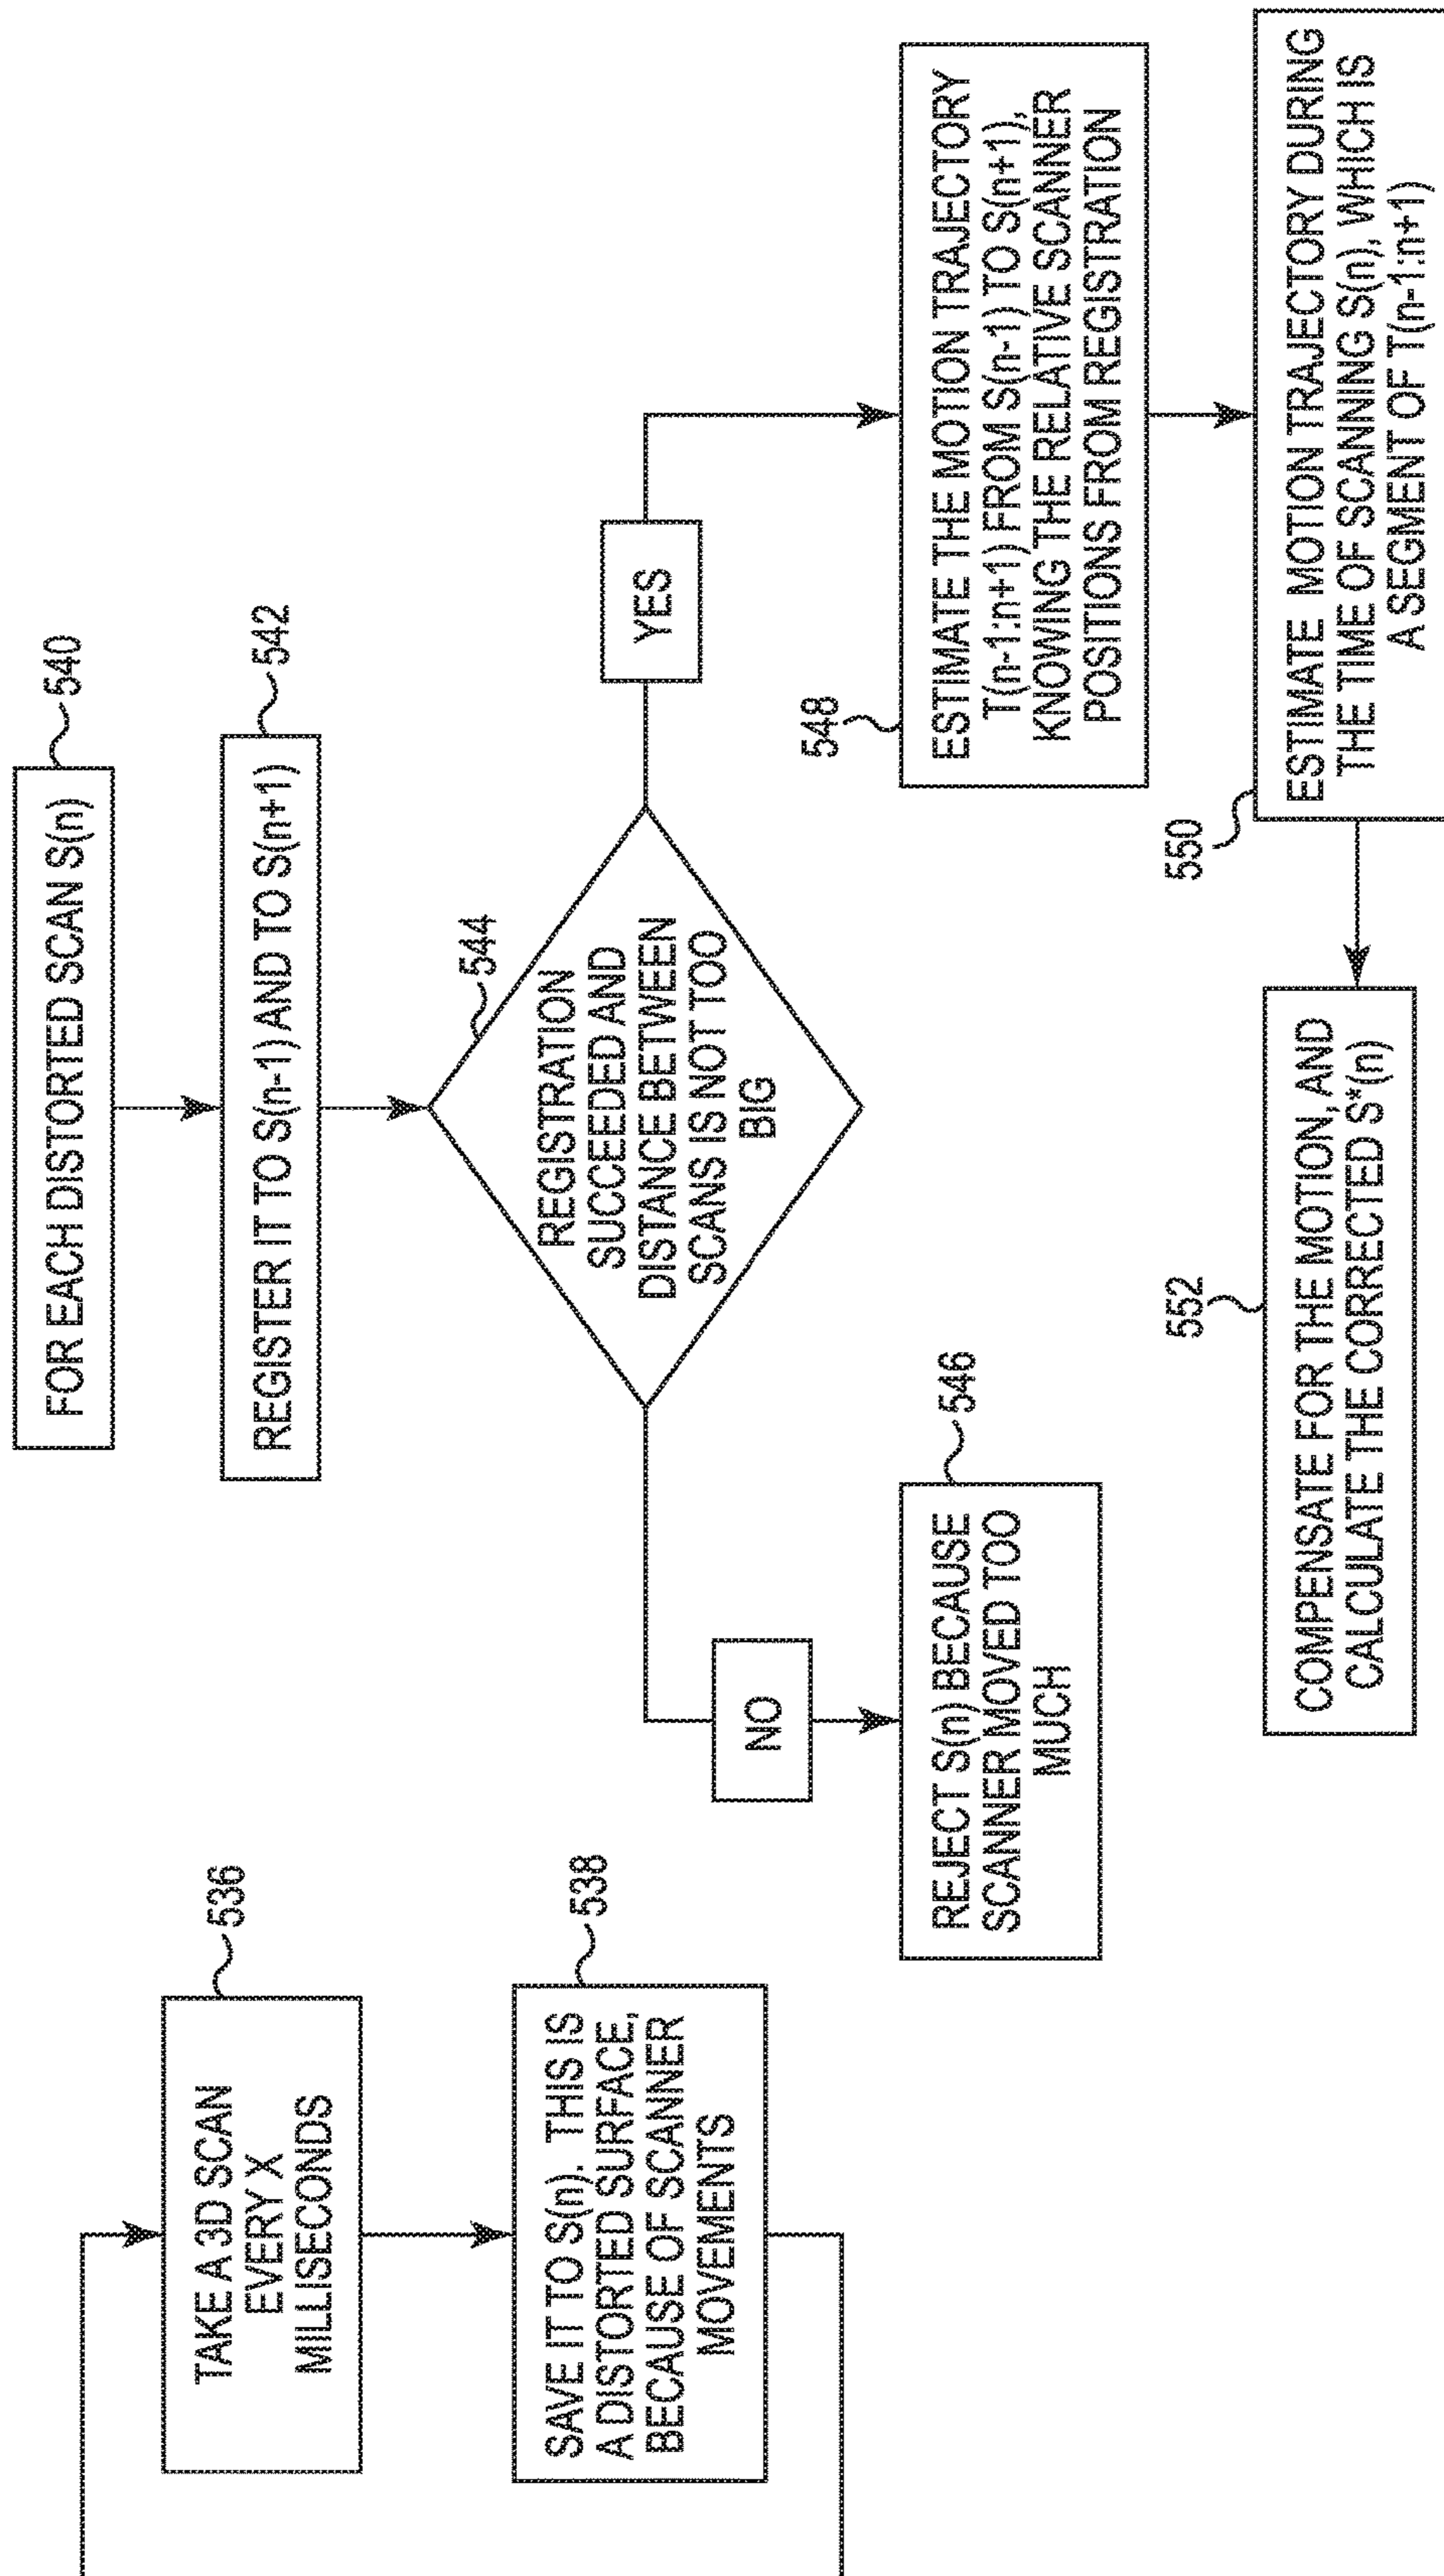 536
TAKE A 3D SCAN
EVERY X
MILLISECONDS
538
SAVE IT TO S(n). THIS IS
A DISTORTED SURFACE,
BECAUSE OF SCANNER
MOVEMENTS
540
FOR EACH DISTORTED SCAN S(n)
542
REGISTER IT TO S(n-1) AND TO S(n+1)
544
REGISTRATION
SUCCEEDED AND
DISTANCE BETWEEN
SCANS IS NOT TOO
BIG
NO
YES
546
REJECT S(n) BECAUSE
SCANNER MOVED TOO
MUCH
548
ESTIMATE THE MOTION TRAJECTORY
T(n-1:n+1) FROM S(n-1) TO S(n+1),
KNOWING THE RELATIVE SCANNER
POSITIONS FROM REGISTRATION
550
ESTIMATE MOTION TRAJECTORY DURING
THE TIME OF SCANNING S(n), WHICH IS
A SEGMENT OF T(n-1:n+1)
552
COMPENSATE FOR THE MOTION, AND
CALCULATE THE CORRECTED S*(n)